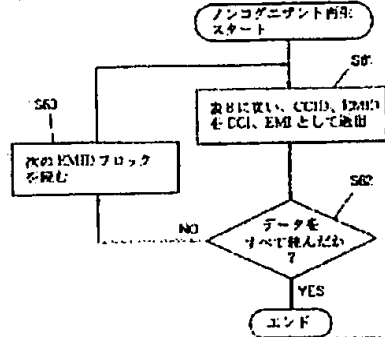 ノンコグニザント再生
スタート
S61
表8に従い、CCID、EMID
をCCI、EMIとして送出
S63
次のEMIDブロック
を読む
S62
データを
すべて読んだか
?
NO
YES
エンド